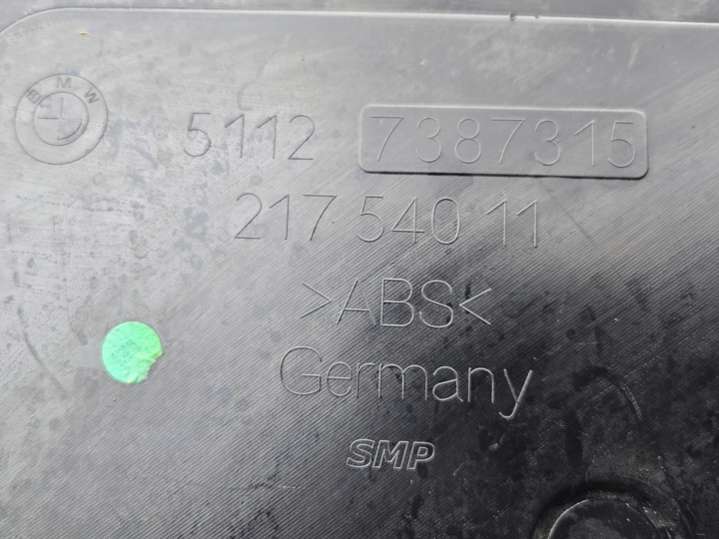 BMW
5112 7387315
217 540 11
>ABS<
Germany
SMP